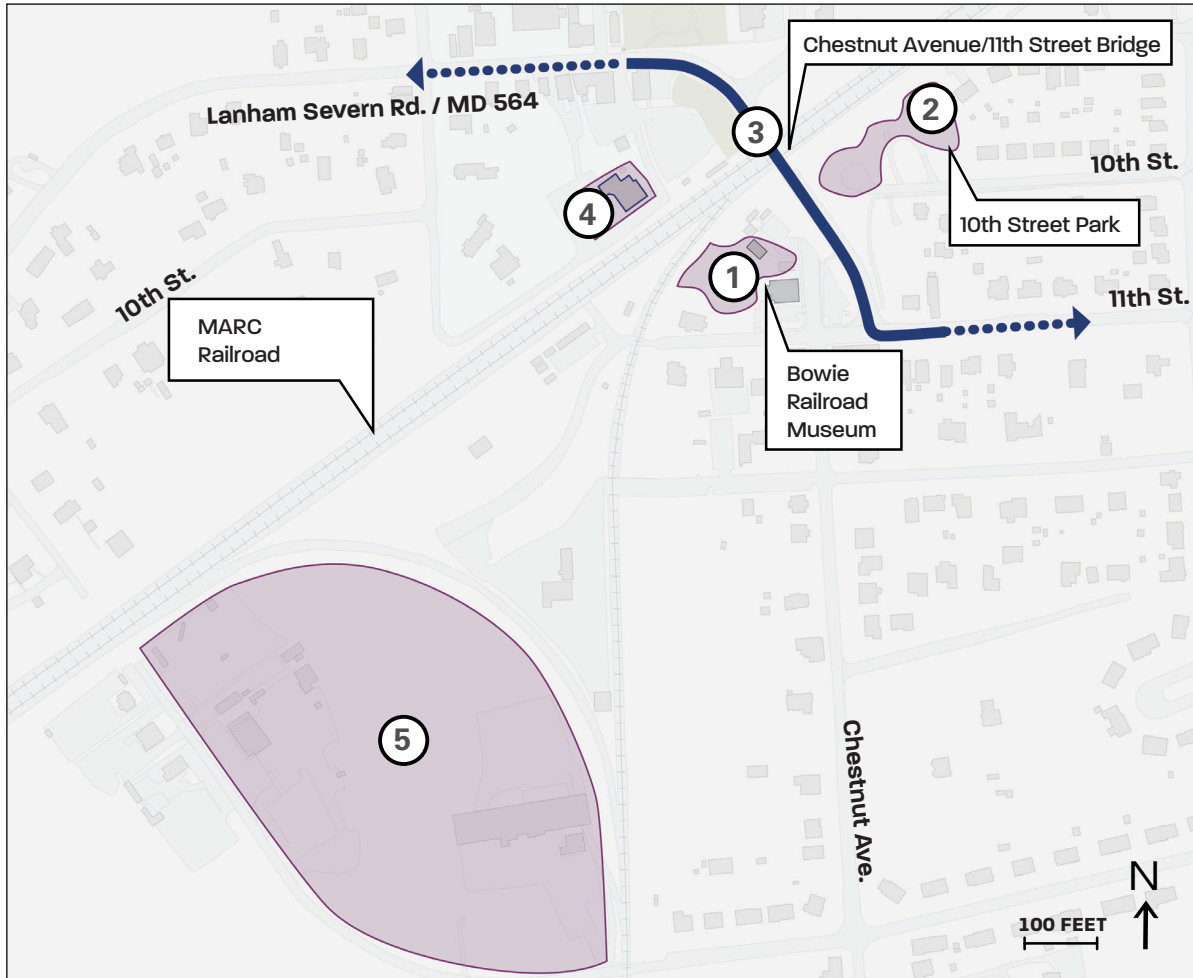 Chestnut Avenue/11th Street Bridge
Lanham Severn Rd. / MD 564
3
2
10th St.
4
10th Street Park
1
10th St.
11th St.
MARC
Railroad
Bowie
Railroad
Museum
5
Chestnut Ave.
N
100 FEET